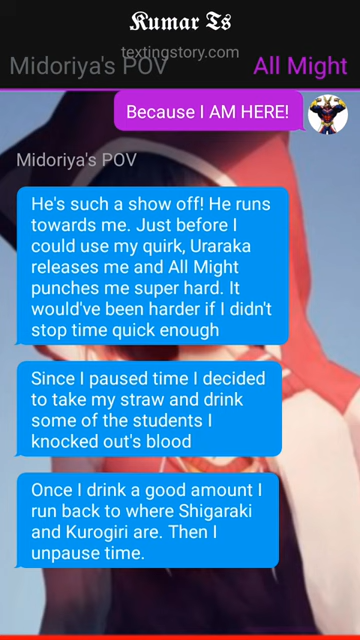 Kumar Ts
textingstory.com
Midoriya's POV
All Might
Because I AM HERE!
Midoriya's POV
He's such a show off! He runs
towards me. Just before I
could use my quirk, Uraraka
releases me and All Might
punches me super hard. It
would've been harder if I didn't
stop time quick enough
Since I paused time I decided
to take my straw and drink
some of the students I
knocked out's blood
Once I drink a good amount I
run back to where Shigaraki
and Kurogiri are. Then I
unpause time.